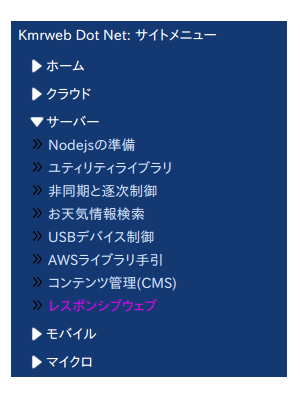 Kmrweb Dot Net: サイトメニュー
ホーム
クラウド
サーバー
Nodejsの準備
ユティリティライブラリ
非同期と逐次制御
お天気情報検索
USBデバイス制御
AWSライブラリ手引
コンテンツ管理(CMS)
レスポンシブウェブ
モバイル
マイクロ